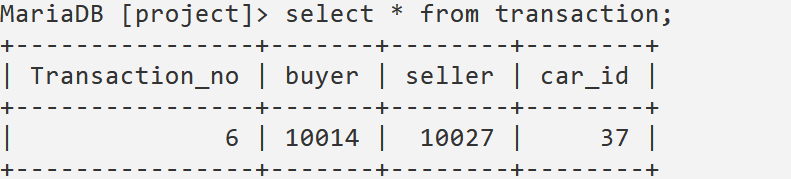 MariaDB [project]> select * from transaction;
+----------------+-------+--------+--------+
| Transaction_no | buyer | seller | car_id |
+----------------+-------+--------+--------+
|              6 | 10014 |  10027 |     37 |
+----------------+-------+--------+--------+